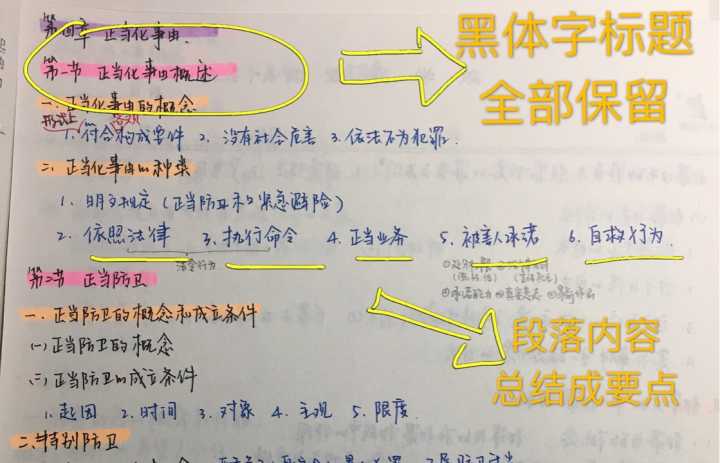 第四章 正当化事由.
黑体字标题
全部保留
第一节 正当化事由概述
一. 正当化事由的概念
形式上 客观
1. 符合构成要件 2. 没有社会危害 3. 依法不为犯罪.
二. 正当化事由的种类
1. 明文规定(正当防卫和紧急避险)
2. 依照法律 3. 执行命令 4. 正当业务 5. 被害人承诺 6. 自救行为.
法令行为
第二节 正当防卫
一. 正当防卫的概念和成立条件
段落内容
总结成要点
(一)正当防卫的概念
(二)正当防卫的成立条件
1. 起因 2. 时间 3. 对象 4. 主观 5. 限度
二. 特别防卫